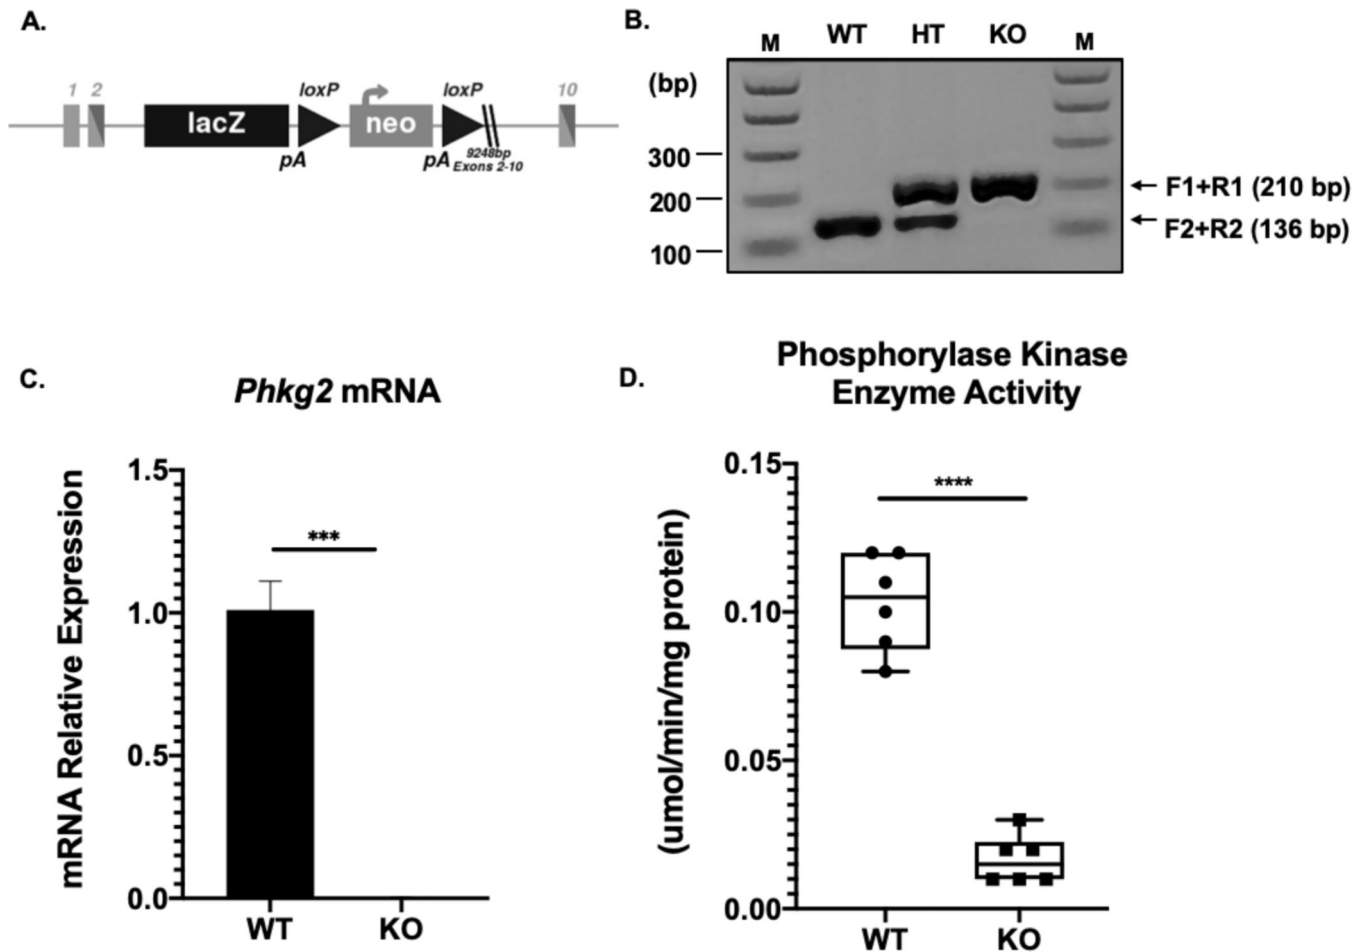 A.
1 2 lacZ loxP neo loxP 10
pA pA 9248bp
Exons 2-10
B.
M WT HT KO M
(bp)
300
200
100
F1+R1 (210 bp)
F2+R2 (136 bp)
C.
Phkg2 mRNA
mRNA Relative Expression
1.5
1.0
0.5
0.0
***
WT KO
D.
Phosphorylase Kinase
Enzyme Activity
(umol/min/mg protein)
0.15
0.10
0.05
0.00
****
WT KO